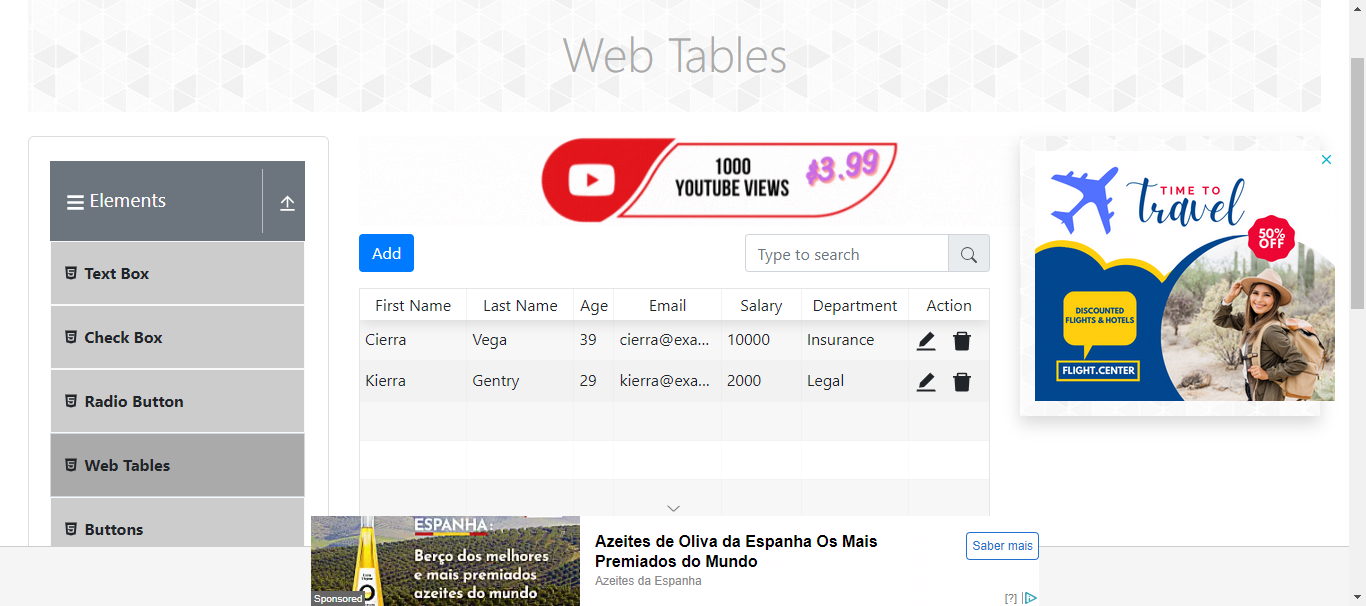 Web Tables
Elements
Text Box
Check Box
Radio Button
Web Tables
Buttons
1000
YOUTUBE VIEWS
$3.99
Add
Type to search
First Name Last Name Age Email Salary Department Action
Cierra Vega 39 cierra@exa... 10000 Insurance
Kierra Gentry 29 kierra@exa... 2000 Legal
TIME TO
travel
50%
OFF
DISCOUNTED
FLIGHTS & HOTELS
FLIGHT.CENTER
ESPANHA:
Berço dos melhores
e mais premiados
azeites do mundo
Sponsored
Azeites de Oliva da Espanha Os Mais
Premiados do Mundo
Azeites da Espanha
Saber mais
[?]